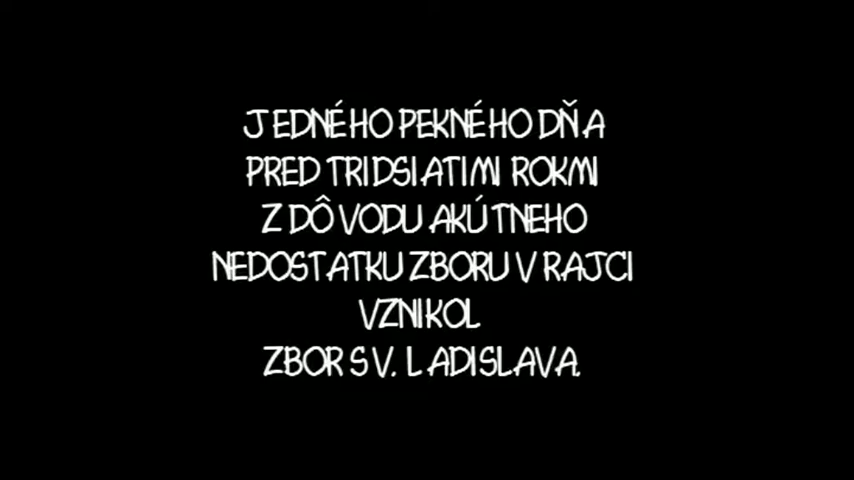 JEDNÉHO PEKNÉHO DŇA
PRED TRIDSIATIMI ROKMI
Z DÔVODU AKÚTNEHO
NEDOSTATKU ZBORU V RAJCI
VZNIKOL
ZBOR SV. LADISLAVA.